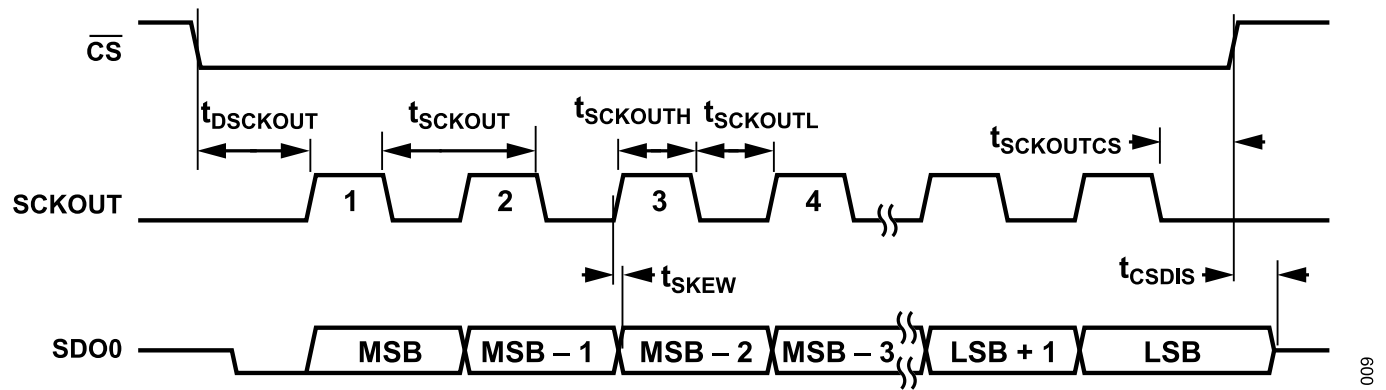 CS
tDSCKOUT
tSCKOUT
tSCKOUTH
tSCKOUTL
tSCKOUTCS
SCKOUT
1
2
3
4
tSKEW
tCSDIS
SDO0
MSB
MSB – 1
MSB – 2
MSB – 3
LSB + 1
LSB
009